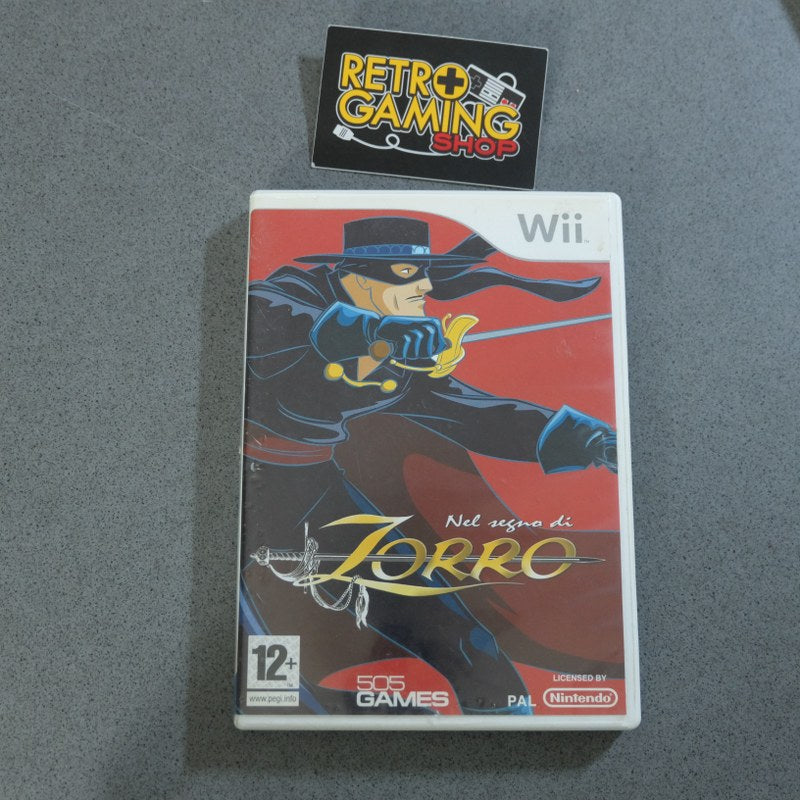 RETRO
GAMING
SHOP
Wii
Nel segno di
ZORRO
12+
www.pegi.info
505
GAMES
PAL
LICENSED BY
Nintendo